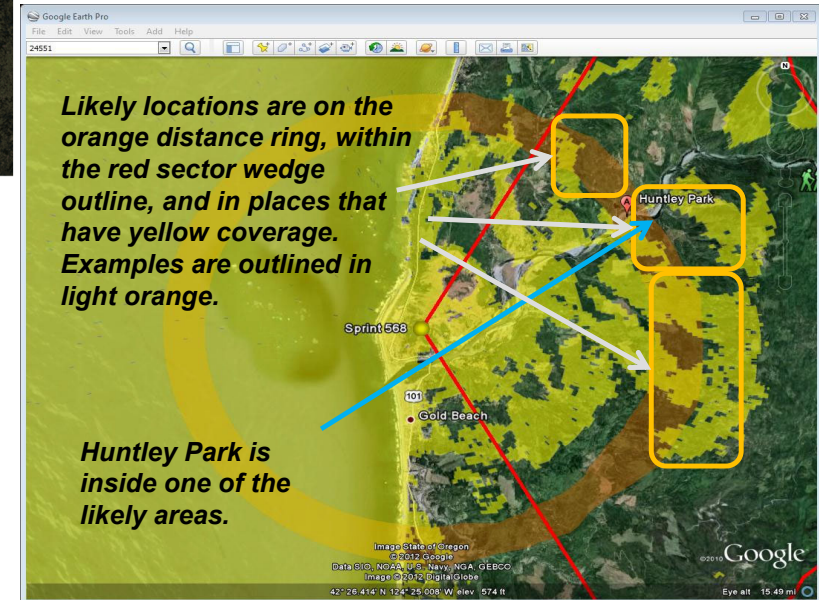 Google Earth Pro
File Edit View Tools Add Help
24551
N
Likely locations are on the
orange distance ring, within
the red sector wedge
outline, and in places that
have yellow coverage.
Examples are outlined in
light orange.
A
Huntley Park
Sprint 568
101
Gold Beach
Huntley Park is
inside one of the
likely areas.
Image State of Oregon
© 2012 Google
Data SIO, NOAA, U.S. Navy, NGA, GEBCO
Image © 2012 DigitalGlobe
©2010 Google
42° 26.414' N 124° 25.008' W elev 574 ft
Eye alt 15.49 mi